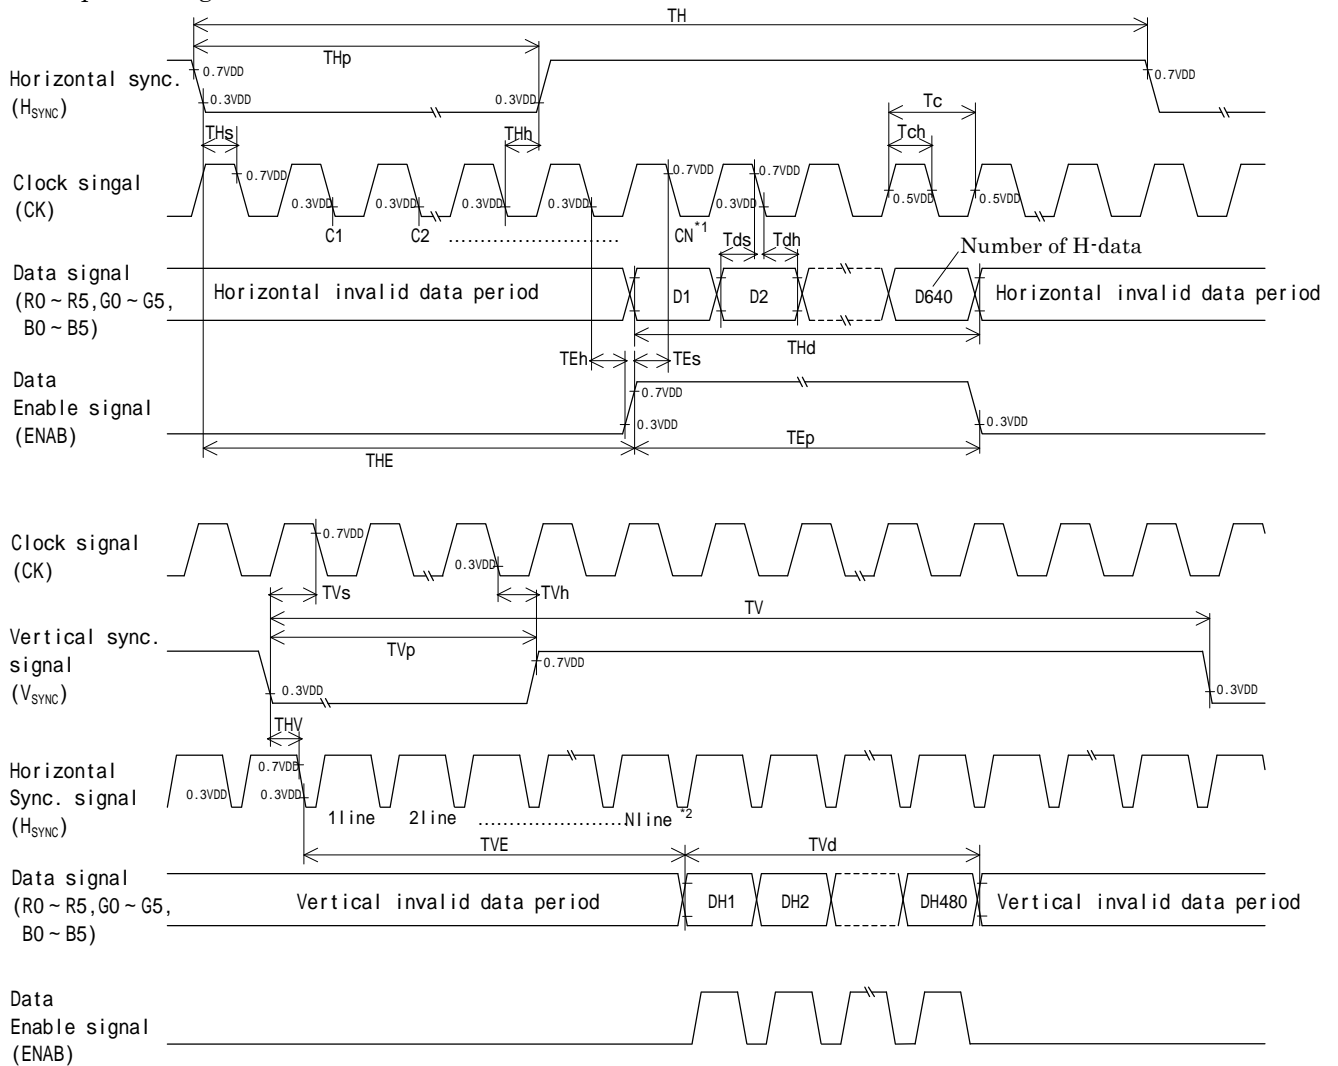 TH
THp
Horizontal sync.
(HSYNC)
0.7VDD
0.3VDD
0.3VDD
0.7VDD
THs
THh
Tc
Tch
Clock singal
(CK)
0.7VDD
0.3VDD
0.3VDD
0.3VDD
0.3VDD
0.7VDD
0.7VDD
0.3VDD
0.5VDD
0.5VDD
C1
C2
CN*1
Tds
Tdh
Number of H-data
Data signal
(R0～R5,G0～G5,
B0～B5)
Horizontal invalid data period
D1
D2
D640
Horizontal invalid data period
THd
TEh
TEs
Data
Enable signal
(ENAB)
0.7VDD
0.3VDD
0.3VDD
THE
TEp
Clock signal
(CK)
0.7VDD
0.3VDD
TVs
TVh
TV
Vertical sync.
signal
(VSYNC)
TVp
0.7VDD
0.3VDD
0.3VDD
THV
Horizontal
Sync. signal
(HSYNC)
0.7VDD
0.3VDD
0.3VDD
1line
2line
Nline *2
TVE
TVd
Data signal
(R0～R5,G0～G5,
B0～B5)
Vertical invalid data period
DH1
DH2
DH480
Vertical invalid data period
Data
Enable signal
(ENAB)